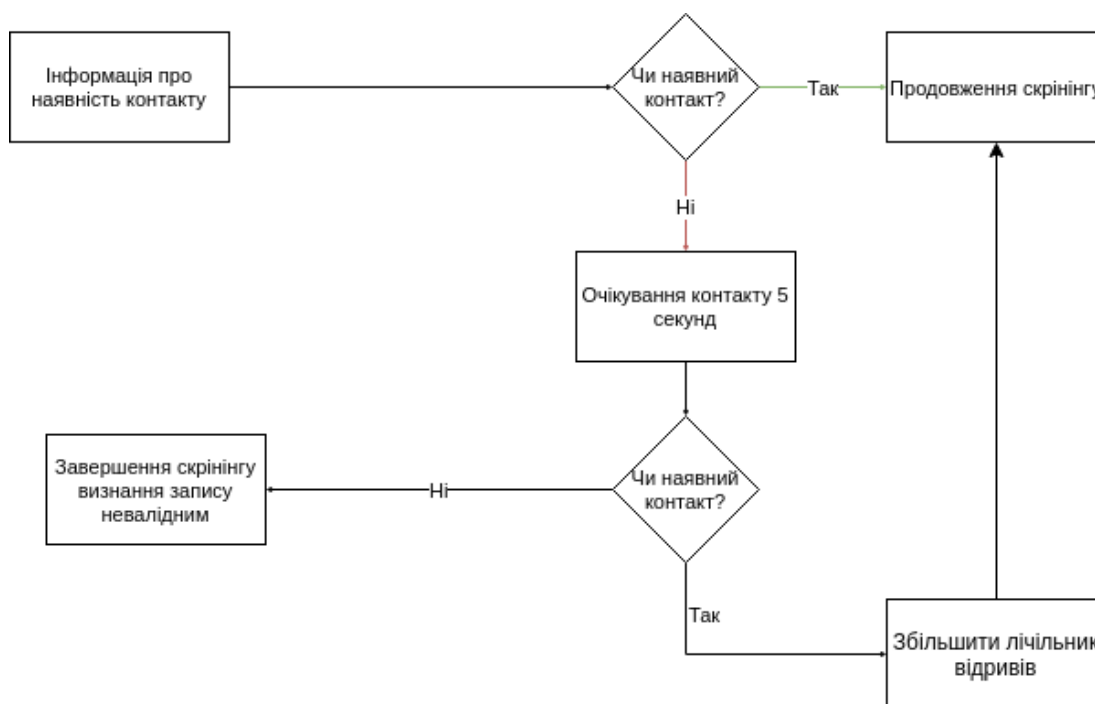 Інформація про
наявність контакту
Чи наявний
контакт?
Так
Продовження скрінінгу
Ні
Очікування контакту 5
секунд
Чи наявний
контакт?
Ні
Завершення скрінінгу
визнання запису
невалідним
Так
Збільшити лічільник
відривів